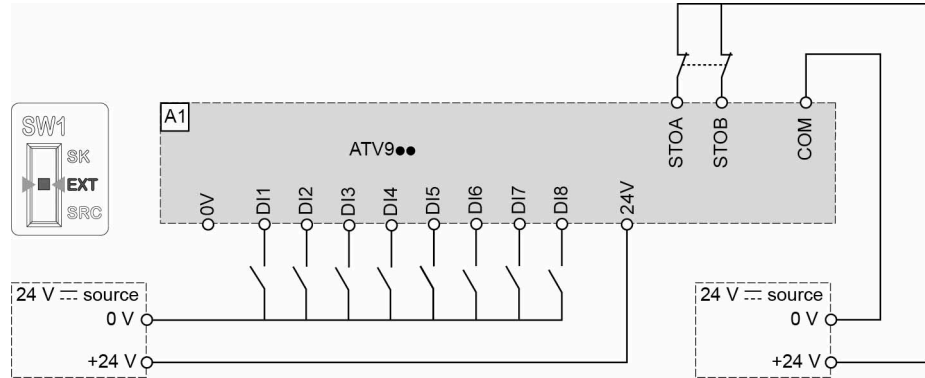 SW1
SK
EXT
SRC
A1
ATV9●●
STOA
STOB
COM
0V
DI1
DI2
DI3
DI4
DI5
DI6
DI7
DI8
24V
24 V ⎓ source
0 V
+24 V
24 V ⎓ source
0 V
+24 V